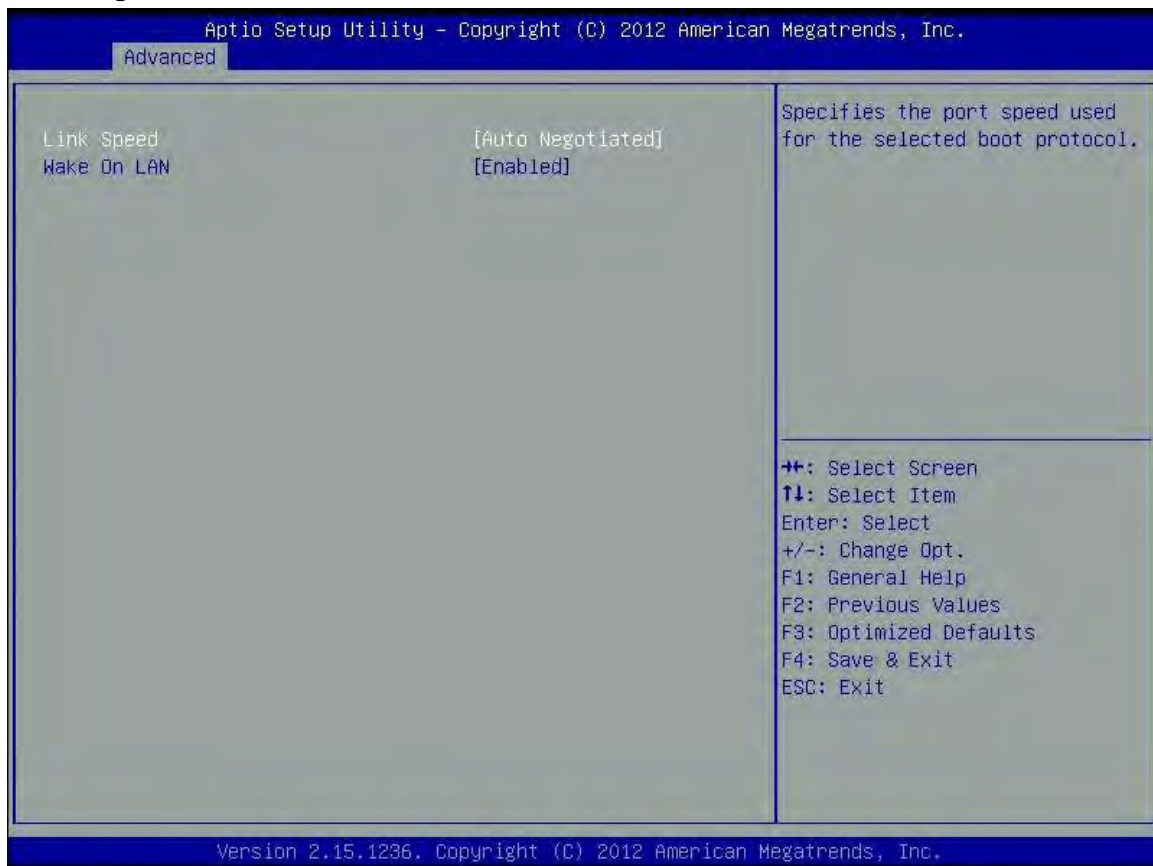 Aptio Setup Utility – Copyright (C) 2012 American Megatrends, Inc.
Advanced
Link Speed [Auto Negotiated]
Wake On LAN [Enabled]
Specifies the port speed used
for the selected boot protocol.
→←: Select Screen
↑↓: Select Item
Enter: Select
+/-: Change Opt.
F1: General Help
F2: Previous Values
F3: Optimized Defaults
F4: Save & Exit
ESC: Exit
Version 2.15.1236. Copyright (C) 2012 American Megatrends, Inc.